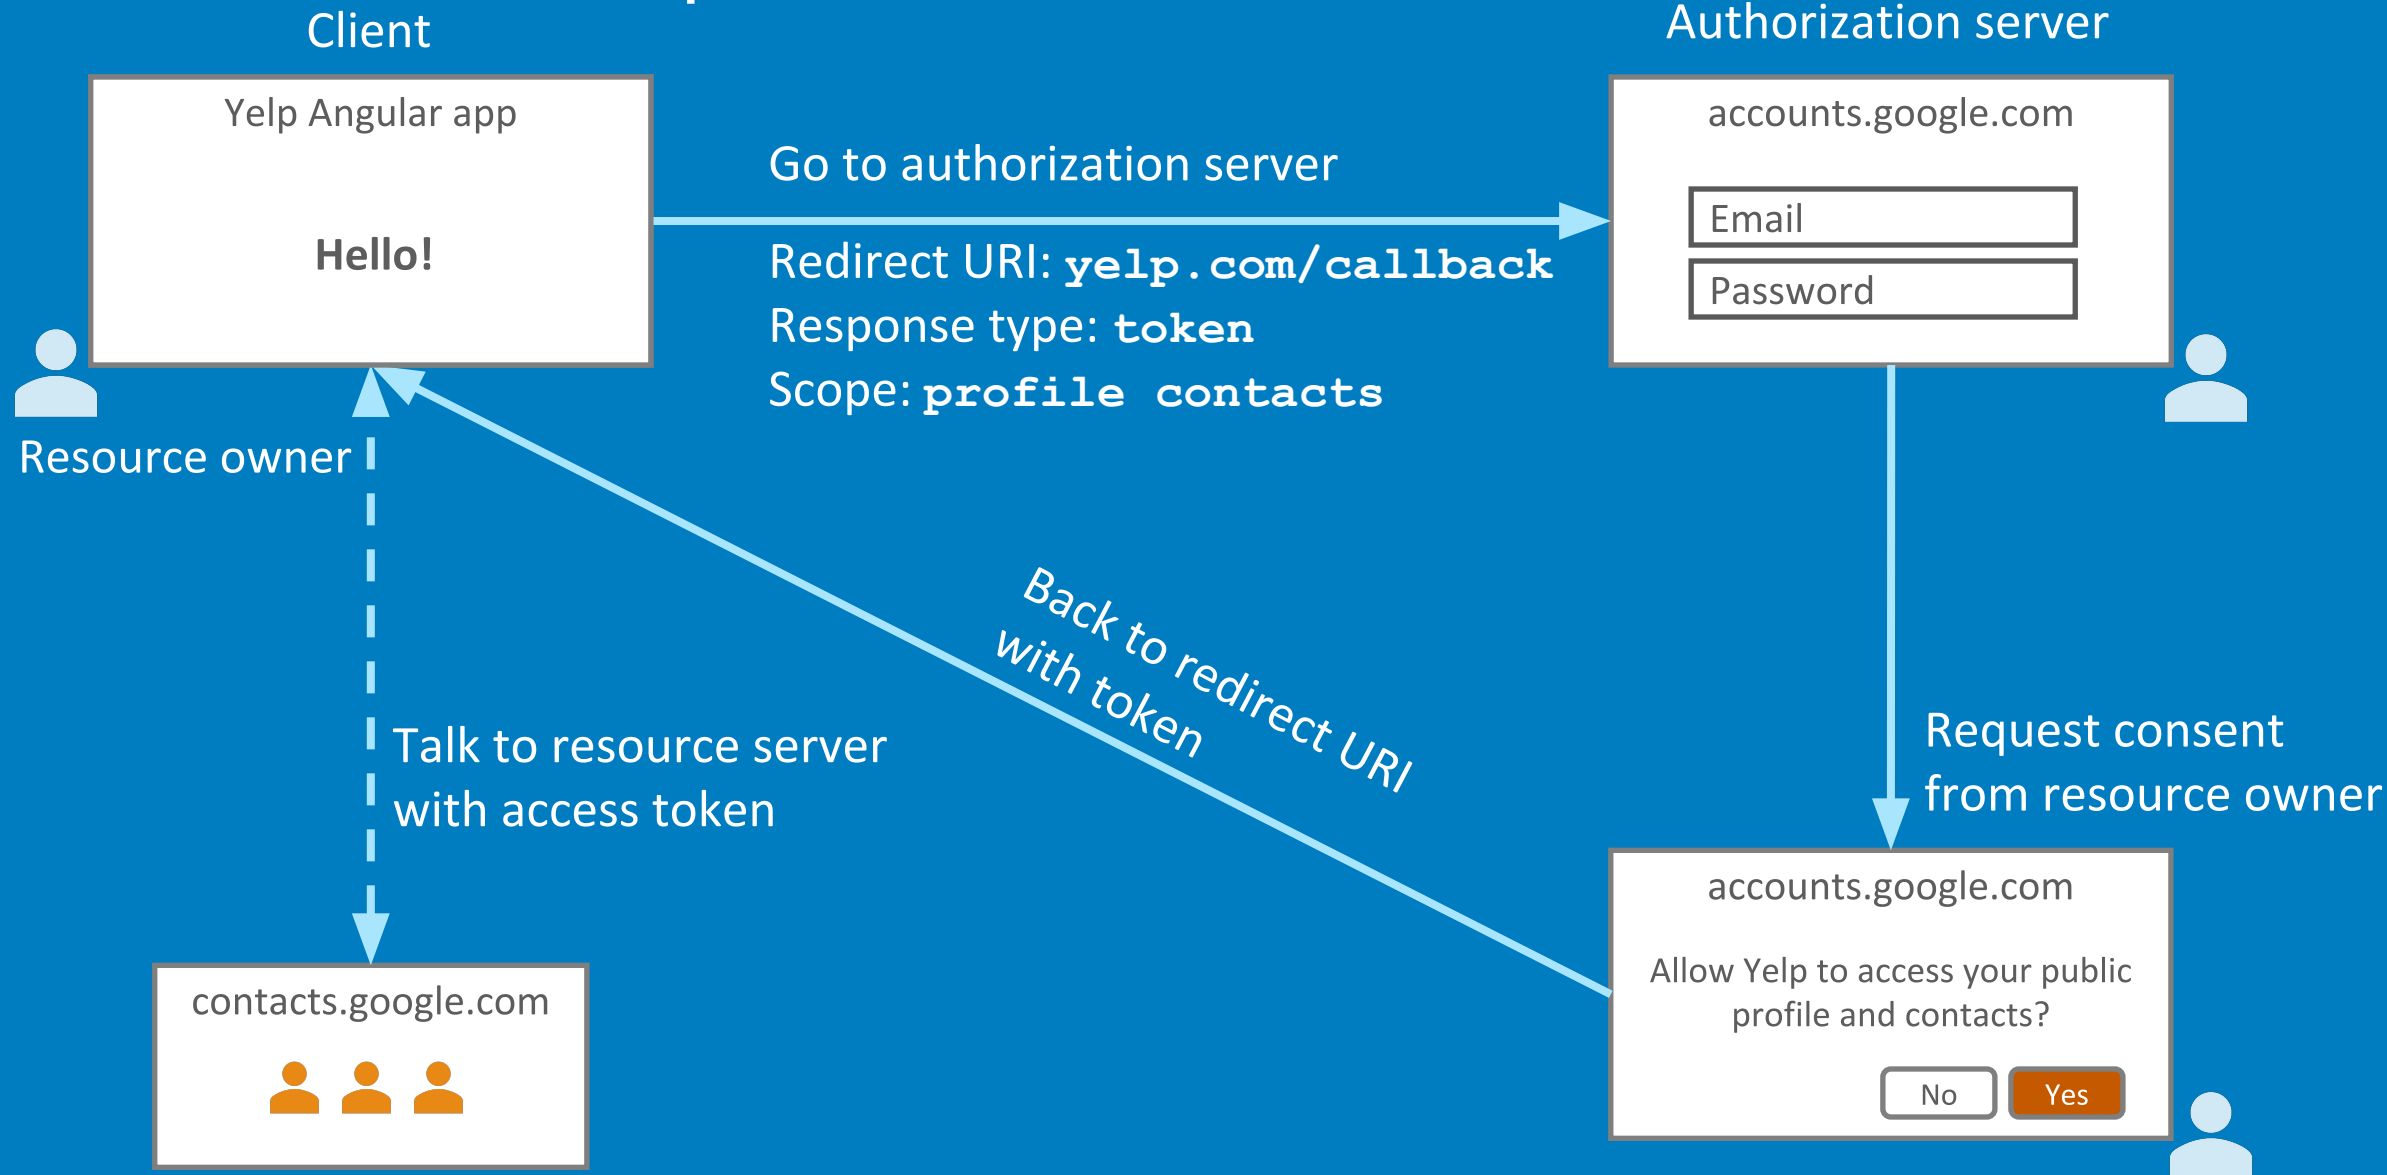 Client
Authorization server
Yelp Angular app
Hello!
Go to authorization server
Redirect URI: yelp.com/callback
Response type: token
Scope: profile contacts
accounts.google.com
Email
Password
Resource owner
Back to redirect URI
with token
Talk to resource server
with access token
Request consent
from resource owner
contacts.google.com
accounts.google.com
Allow Yelp to access your public
profile and contacts?
No
Yes